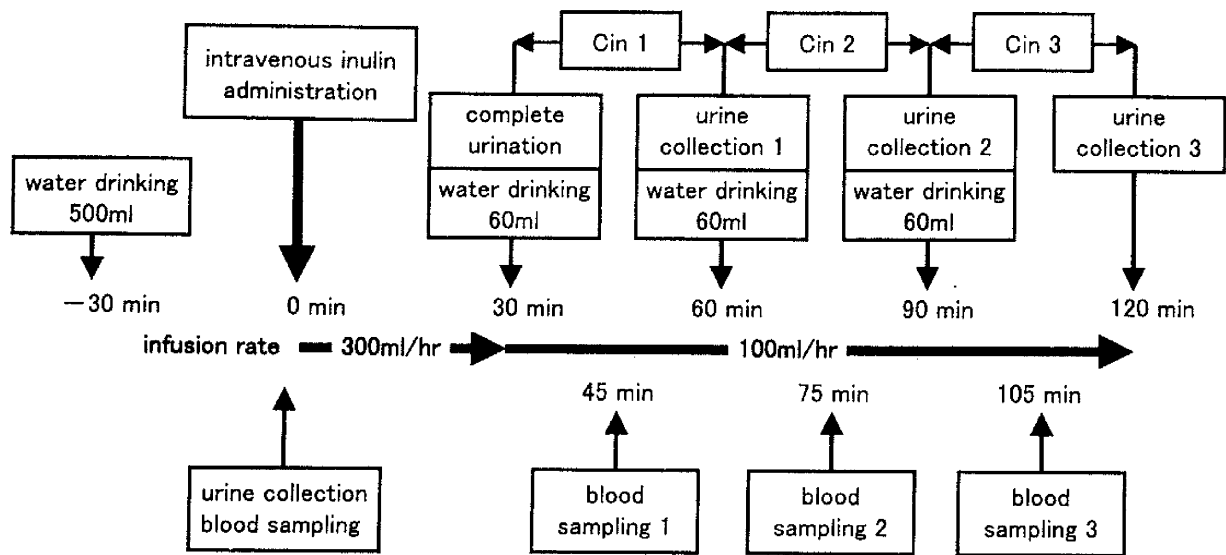 Cin 1
Cin 2
Cin 3
intravenous inulin
administration
complete
urination
urine
collection 1
urine
collection 2
urine
collection 3
water drinking
500ml
water drinking
60ml
water drinking
60ml
water drinking
60ml
−30 min
0 min
30 min
60 min
90 min
120 min
infusion rate
300ml/hr
100ml/hr
45 min
75 min
105 min
urine collection
blood sampling
blood
sampling 1
blood
sampling 2
blood
sampling 3